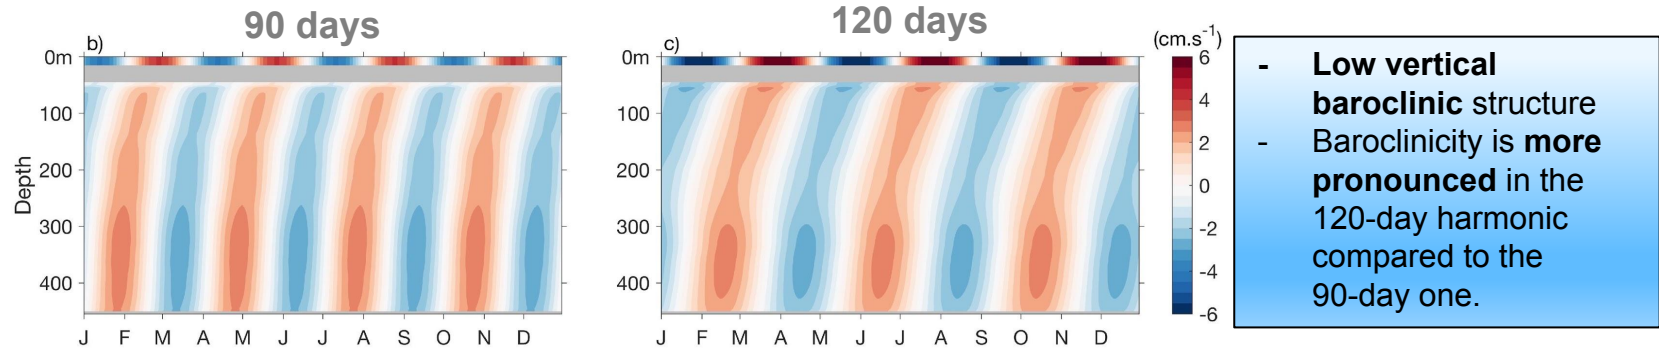 90 days
120 days
b)
c)
(cm.s-1)
0m
100
200
300
400
Depth
J F M A M J J A S O N D
0m
100
200
300
400
J F M A M J J A S O N D
6
4
2
0
-2
-4
-6
- Low vertical
baroclinic structure
- Baroclinicity is more
pronounced in the
120-day harmonic
compared to the
90-day one.